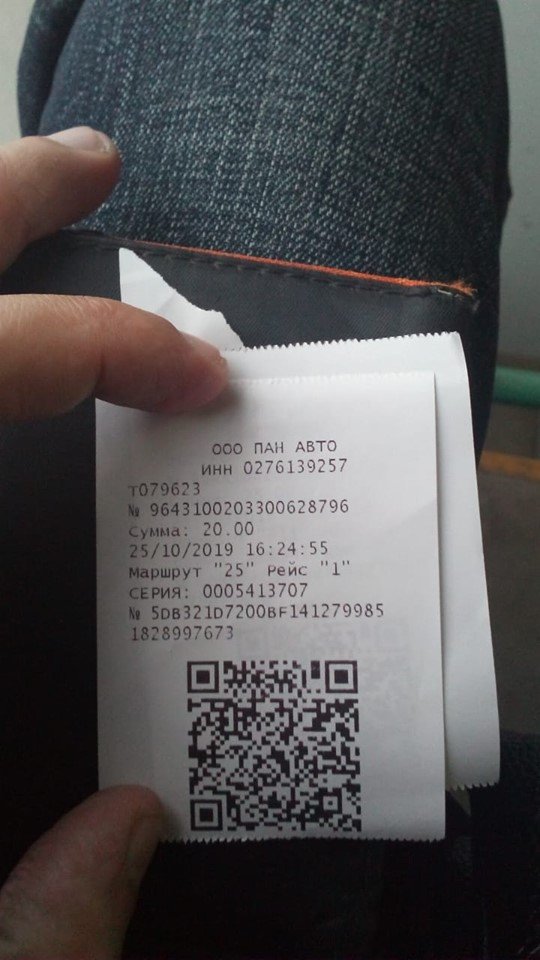 ООО ПАН АВТО
ИНН 0276139257
Т079623
№ 9643100203300628796
Сумма: 20.00
25/10/2019 16:24:55
Маршрут "25" Рейс "1"
СЕРИЯ: 0005413707
№ 5DB321D7200BF141279985
1828997673